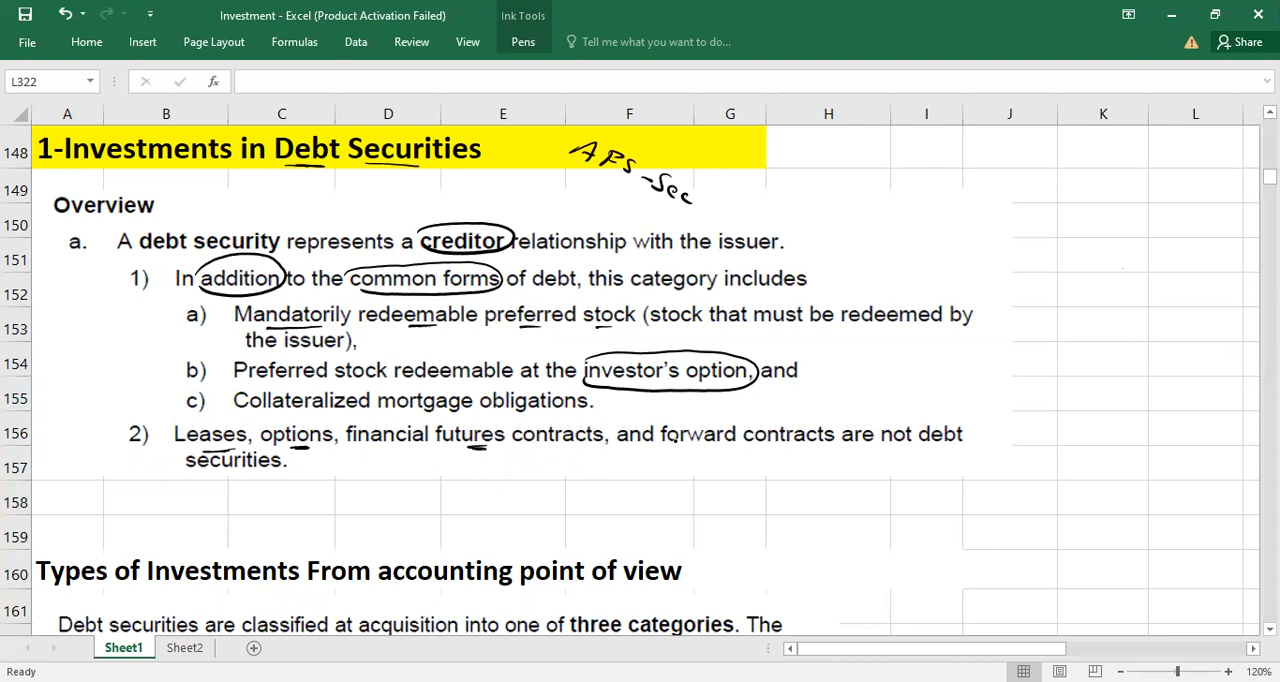 Investment - Excel (Product Activation Failed)
Ink Tools
File Home Insert Page Layout Formulas Data Review View Pens Tell me what you want to do... Share
L322 fx
A B C D E F G H I J K L
148 1-Investments in Debt Securities AFS
-Sec
149
150 Overview
151 a. A debt security represents a creditor relationship with the issuer.
152 1) In addition to the common forms of debt, this category includes
153 a) Mandatorily redeemable preferred stock (stock that must be redeemed by
the issuer),
154 b) Preferred stock redeemable at the investor's option, and
155 c) Collateralized mortgage obligations.
156 2) Leases, options, financial futures contracts, and forward contracts are not debt
157 securities.
158
159
160 Types of Investments From accounting point of view
161 Debt securities are classified at acquisition into one of three categories. The
Sheet1 Sheet2
Ready 120%